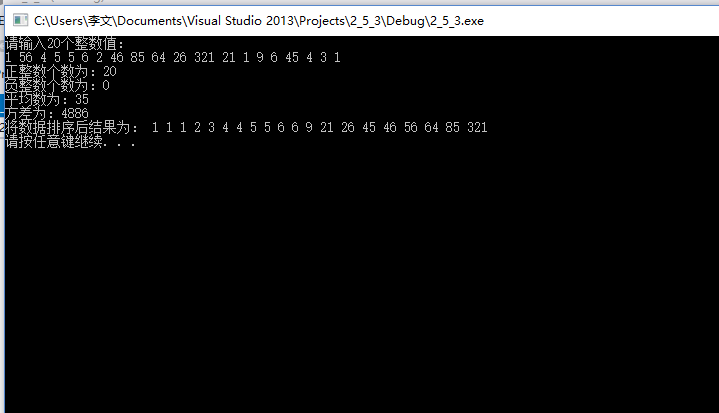 C:\Users\李文\Documents\Visual Studio 2013\Projects\2_5_3\Debug\2_5_3.exe
请输入20个整数值:
1 56 4 5 5 6 2 46 85 64 26 321 21 1 9 6 45 4 3 1
正整数个数为: 20
负整数个数为: 0
平均数为: 35
方差为: 4886
将数据排序后结果为: 1 1 1 2 3 4 4 5 5 6 6 9 21 26 45 46 56 64 85 321
请按任意键继续. . .